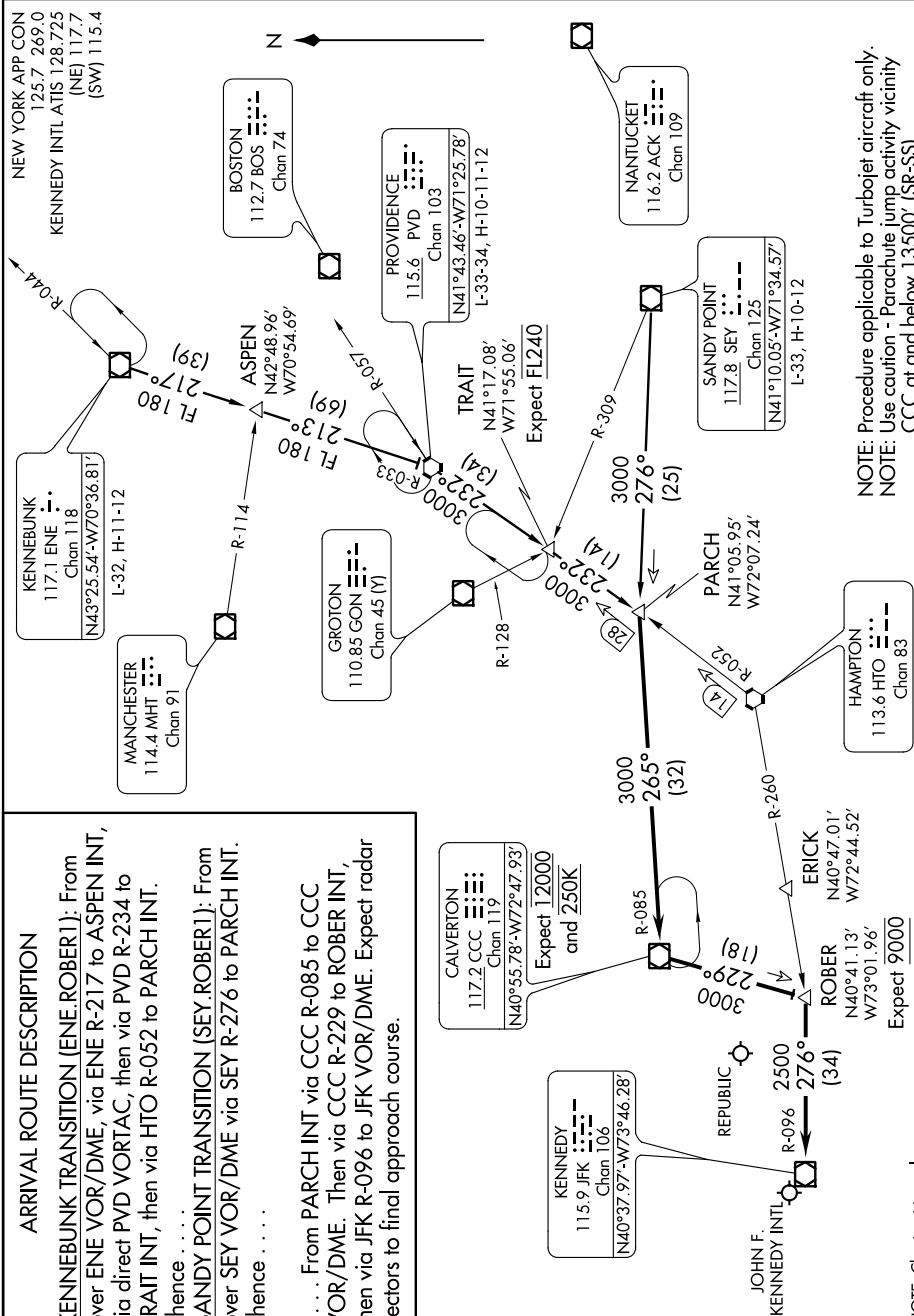 NEW YORK APP CON
125.7 269.0
KENNEDY INTL ATIS 128.725
(NE) 117.7
(SW) 115.4
ARRIVAL ROUTE DESCRIPTION
KENNEBUNK TRANSITION (ENE.ROBER1): From
over ENE VOR/DME, via ENE R-217 to ASPEN INT,
via direct PVD VORTAC, then via PVD R-234 to
TRAIT INT, then via HTO R-052 to PARCH INT.
Thence . . . .
SANDY POINT TRANSITION (SEY.ROBER1): From
over SEY VOR/DME via SEY R-276 to PARCH INT.
Thence . . . .
. . . . From PARCH INT via CCC R-085 to CCC
VOR/DME. Then via CCC R-229 to ROBER INT,
then via JFK R-096 to JFK VOR/DME. Expect radar
vectors to final approach course.
KENNEBUNK
117.1 ENE
Chan 118
N43°25.54'-W70°36.81'
L-32, H-11-12
R-044
FL 180
217°
(39)
MANCHESTER
114.4 MHT
Chan 91
R-114
ASPEN
N42°48.96'
W70°54.69'
FL 180
213°
(69)
BOSTON
112.7 BOS
Chan 74
N
R-057
R-033
PROVIDENCE
115.6 PVD
Chan 103
N41°43.46'-W71°25.78'
L-33-34, H-10-11-12
3000
232°
(34)
GROTON
110.85 GON
Chan 45 (Y)
R-128
TRAIT
N41°17.08'
W71°55.06'
Expect FL240
R-309
NANTUCKET
116.2 ACK
Chan 109
SANDY POINT
117.8 SEY
Chan 125
N41°10.05'-W71°34.57'
L-33, H-10-12
3000
276°
(25)
3000
232°
(14)
28
PARCH
N41°05.95'
W72°07.24'
R-052
14
HAMPTON
113.6 HTO
Chan 83
3000
265°
(32)
R-085
CALVERTON
117.2 CCC
Chan 119
N40°55.78'-W72°47.93'
Expect 12000
and 250K
3000
229°
(18)
R-260
ERICK
N40°47.01'
W72°44.52'
ROBER
N40°41.13'
W73°01.96'
Expect 9000
REPUBLIC
2500
276°
(34)
R-096
KENNEDY
115.9 JFK
Chan 106
N40°37.97'-W73°46.28'
JOHN F.
KENNEDY INTL
NOTE: Procedure applicable to Turbojet aircraft only.
NOTE: Use caution - Parachute jump activity vicinity
CCC at and below 13500' (SR-SS)